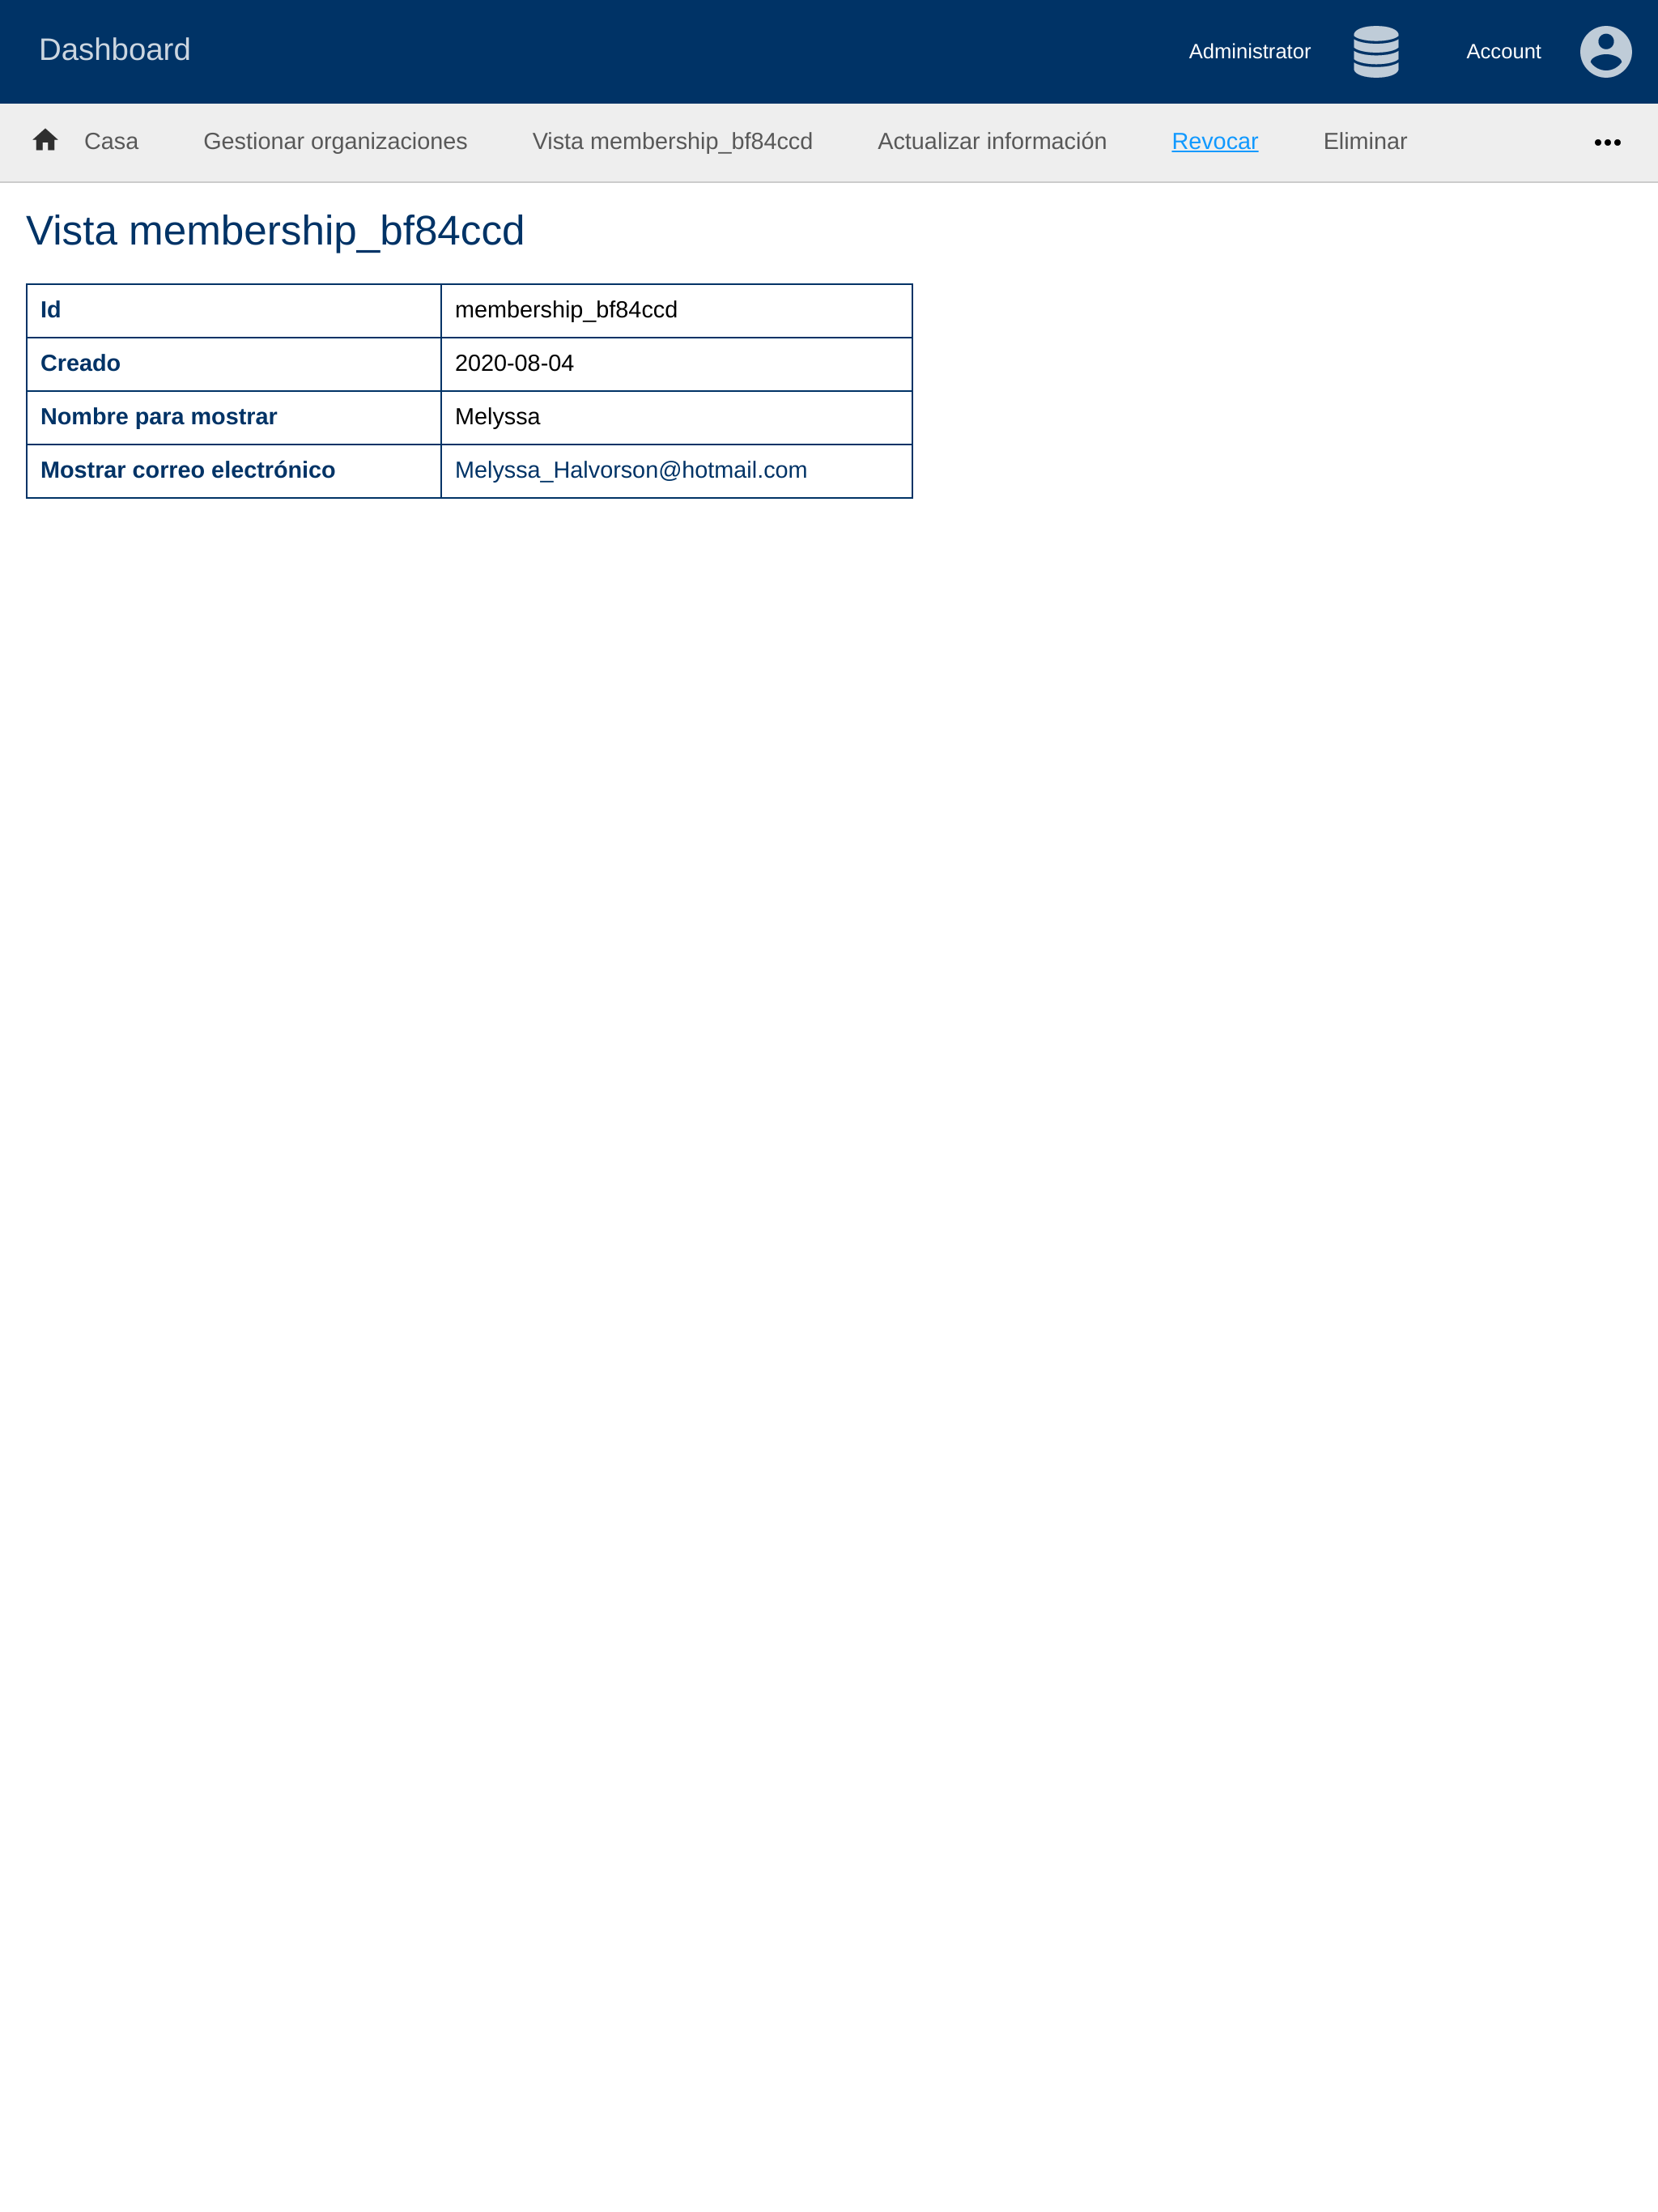 Dashboard Administrator Account
Casa Gestionar organizaciones Vista membership_bf84ccd Actualizar información Revocar Eliminar
Vista membership_bf84ccd
Id membership_bf84ccd
Creado 2020-08-04
Nombre para mostrar Melyssa
Mostrar correo electrónico Melyssa_Halvorson@hotmail.com